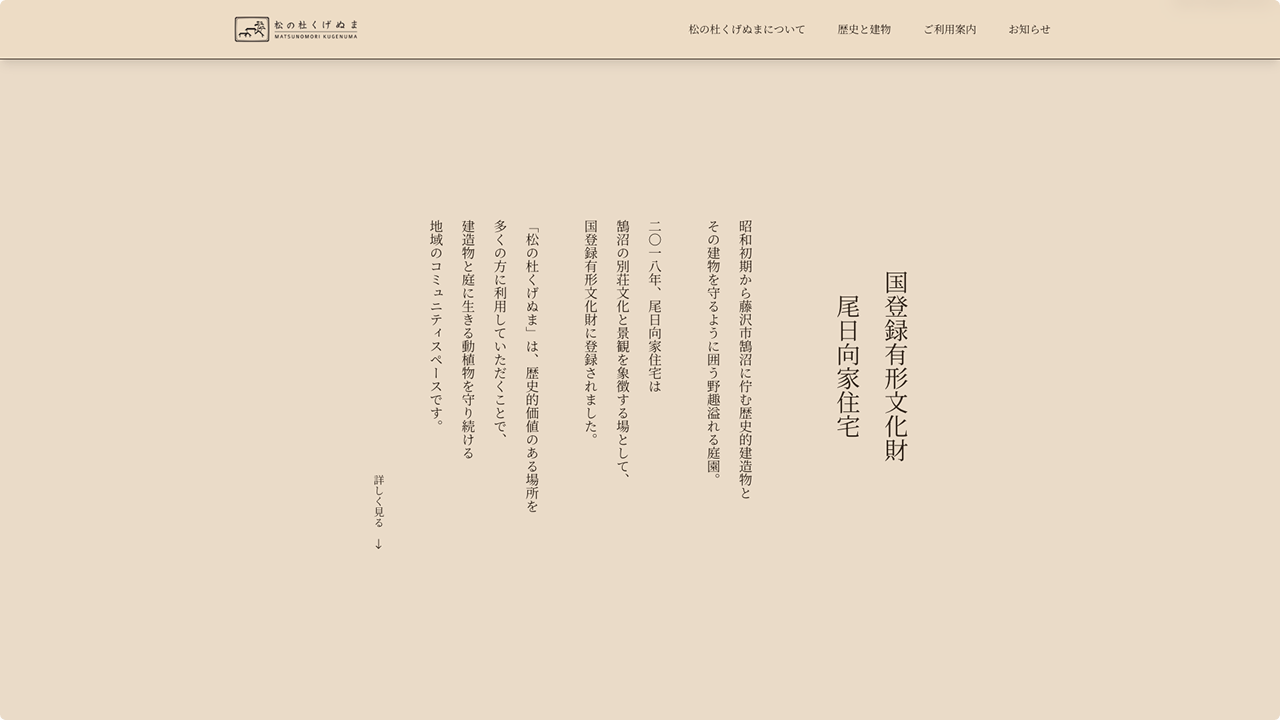 松の杜くげぬま
MATSUNOMORI KUGENUMA
松の杜くげぬまについて
歴史と建物
ご利用案内
お知らせ
国登録有形文化財
尾日向家住宅
昭和初期から藤沢市鵠沼に佇む歴史的建造物と
その建物を守るように囲う野趣溢れる庭園。
二〇一八年、尾日向家住宅は
鵠沼の別荘文化と景観を象徴する場として、
国登録有形文化財に登録されました。
「松の杜くげぬま」は、歴史的価値のある場所を
多くの方に利用していただくことで、
建造物と庭に生きる動植物を守り続ける
地域のコミュニティスペースです。
詳しく見る →